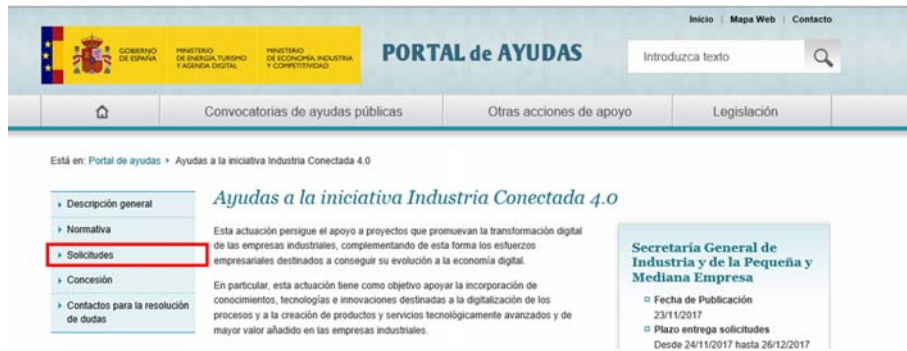 Inicio | Mapa Web | Contacto
GOBIERNO
DE ESPAÑA
MINISTERIO
DE ENERGÍA, TURISMO
Y AGENDA DIGITAL
MINISTERIO
DE ECONOMÍA, INDUSTRIA
Y COMPETITIVIDAD
PORTAL de AYUDAS
Introduzca texto
Convocatorias de ayudas públicas
Otras acciones de apoyo
Legislación
Está en: Portal de ayudas ▸ Ayudas a la iniciativa Industria Conectada 4.0
Descripción general
Normativa
Solicitudes
Concesión
Contactos para la resolución
de dudas
Ayudas a la iniciativa Industria Conectada 4.0
Esta actuación persigue el apoyo a proyectos que promuevan la transformación digital
de las empresas industriales, complementando de esta forma los esfuerzos
empresariales destinados a conseguir su evolución a la economía digital.
En particular, esta actuación tiene como objetivo apoyar la incorporación de
conocimientos, tecnologías e innovaciones destinadas a la digitalización de los
procesos y a la creación de productos y servicios tecnológicamente avanzados y de
mayor valor añadido en las empresas industriales.
Secretaría General de
Industria y de la Pequeña y
Mediana Empresa
Fecha de Publicación
23/11/2017
Plazo entrega solicitudes
Desde 24/11/2017 hasta 26/12/2017